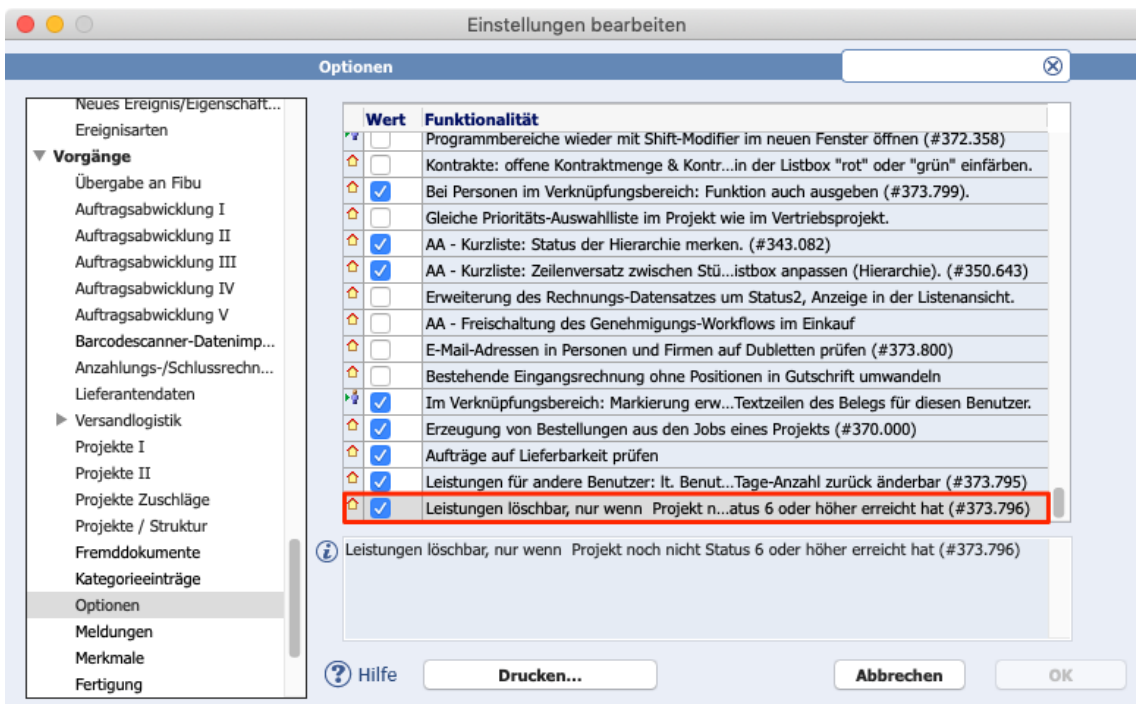 Einstellungen bearbeiten
Optionen
Neues Ereignis/Eigenschaft...
Ereignisarten
Vorgänge
Übergabe an Fibu
Auftragsabwicklung I
Auftragsabwicklung II
Auftragsabwicklung III
Auftragsabwicklung IV
Auftragsabwicklung V
Barcodescanner-Datenimp...
Anzahlungs-/Schlussrechn...
Lieferantendaten
Versandlogistik
Projekte I
Projekte II
Projekte Zuschläge
Projekte / Struktur
Fremddokumente
Kategorieeinträge
Optionen
Meldungen
Merkmale
Fertigung
Wert Funktionalität
Programmbereiche wieder mit Shift-Modifier im neuen Fenster öffnen (#372.358)
Kontrakte: offene Kontraktmenge & Kontr...in der Listbox "rot" oder "grün" einfärben.
Bei Personen im Verknüpfungsbereich: Funktion auch ausgeben (#373.799).
Gleiche Prioritäts-Auswahlliste im Projekt wie im Vertriebsprojekt.
AA - Kurzliste: Status der Hierarchie merken. (#343.082)
AA - Kurzliste: Zeilenversatz zwischen Stü...istbox anpassen (Hierarchie). (#350.643)
Erweiterung des Rechnungs-Datensatzes um Status2, Anzeige in der Listenansicht.
AA - Freischaltung des Genehmigungs-Workflows im Einkauf
E-Mail-Adressen in Personen und Firmen auf Dubletten prüfen (#373.800)
Bestehende Eingangsrechnung ohne Positionen in Gutschrift umwandeln
Im Verknüpfungsbereich: Markierung erw...Textzeilen des Belegs für diesen Benutzer.
Erzeugung von Bestellungen aus den Jobs eines Projekts (#370.000)
Aufträge auf Lieferbarkeit prüfen
Leistungen für andere Benutzer: lt. Benut...Tage-Anzahl zurück änderbar (#373.795)
Leistungen löschbar, nur wenn  Projekt n...atus 6 oder höher erreicht hat (#373.796)
Leistungen löschbar, nur wenn  Projekt noch nicht Status 6 oder höher erreicht hat (#373.796)
? Hilfe
Drucken...
Abbrechen
OK